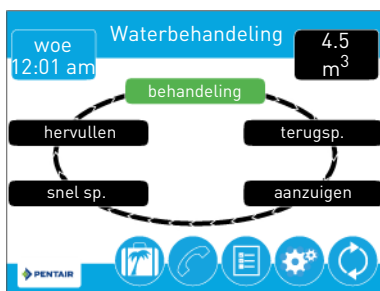 woe
12:01 am
Waterbehandeling
4.5
m³
behandeling
hervullen
terugsp.
snel sp.
aanzuigen
PENTAIR